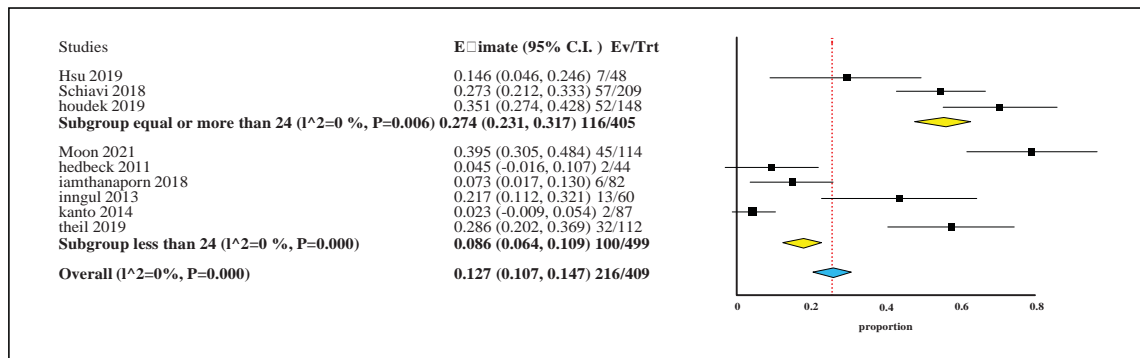 Studies Estimate (95% C.I. ) Ev/Trt
Hsu 2019 0.146 (0.046, 0.246) 7/48
Schiavi 2018 0.273 (0.212, 0.333) 57/209
houdek 2019 0.351 (0.274, 0.428) 52/148
Subgroup equal or more than 24 (l^2=0 %, P=0.006) 0.274 (0.231, 0.317) 116/405
Moon 2021 0.395 (0.305, 0.484) 45/114
hedbeck 2011 0.045 (-0.016, 0.107) 2/44
iamthanaporn 2018 0.073 (0.017, 0.130) 6/82
inngul 2013 0.217 (0.112, 0.321) 13/60
kanto 2014 0.023 (-0.009, 0.054) 2/87
theil 2019 0.286 (0.202, 0.369) 32/112
Subgroup less than 24 (l^2=0 %, P=0.000) 0.086 (0.064, 0.109) 100/499
Overall (l^2=0%, P=0.000) 0.127 (0.107, 0.147) 216/409
0 0.2 0.4 0.6 0.8
proportion